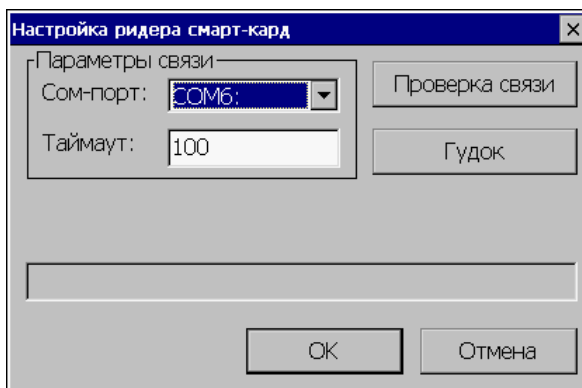 Настройка ридера смарт-кард
Параметры связи
Сом-порт: COM6:
Проверка связи
Таймаут: 100
Гудок
OK
Отмена